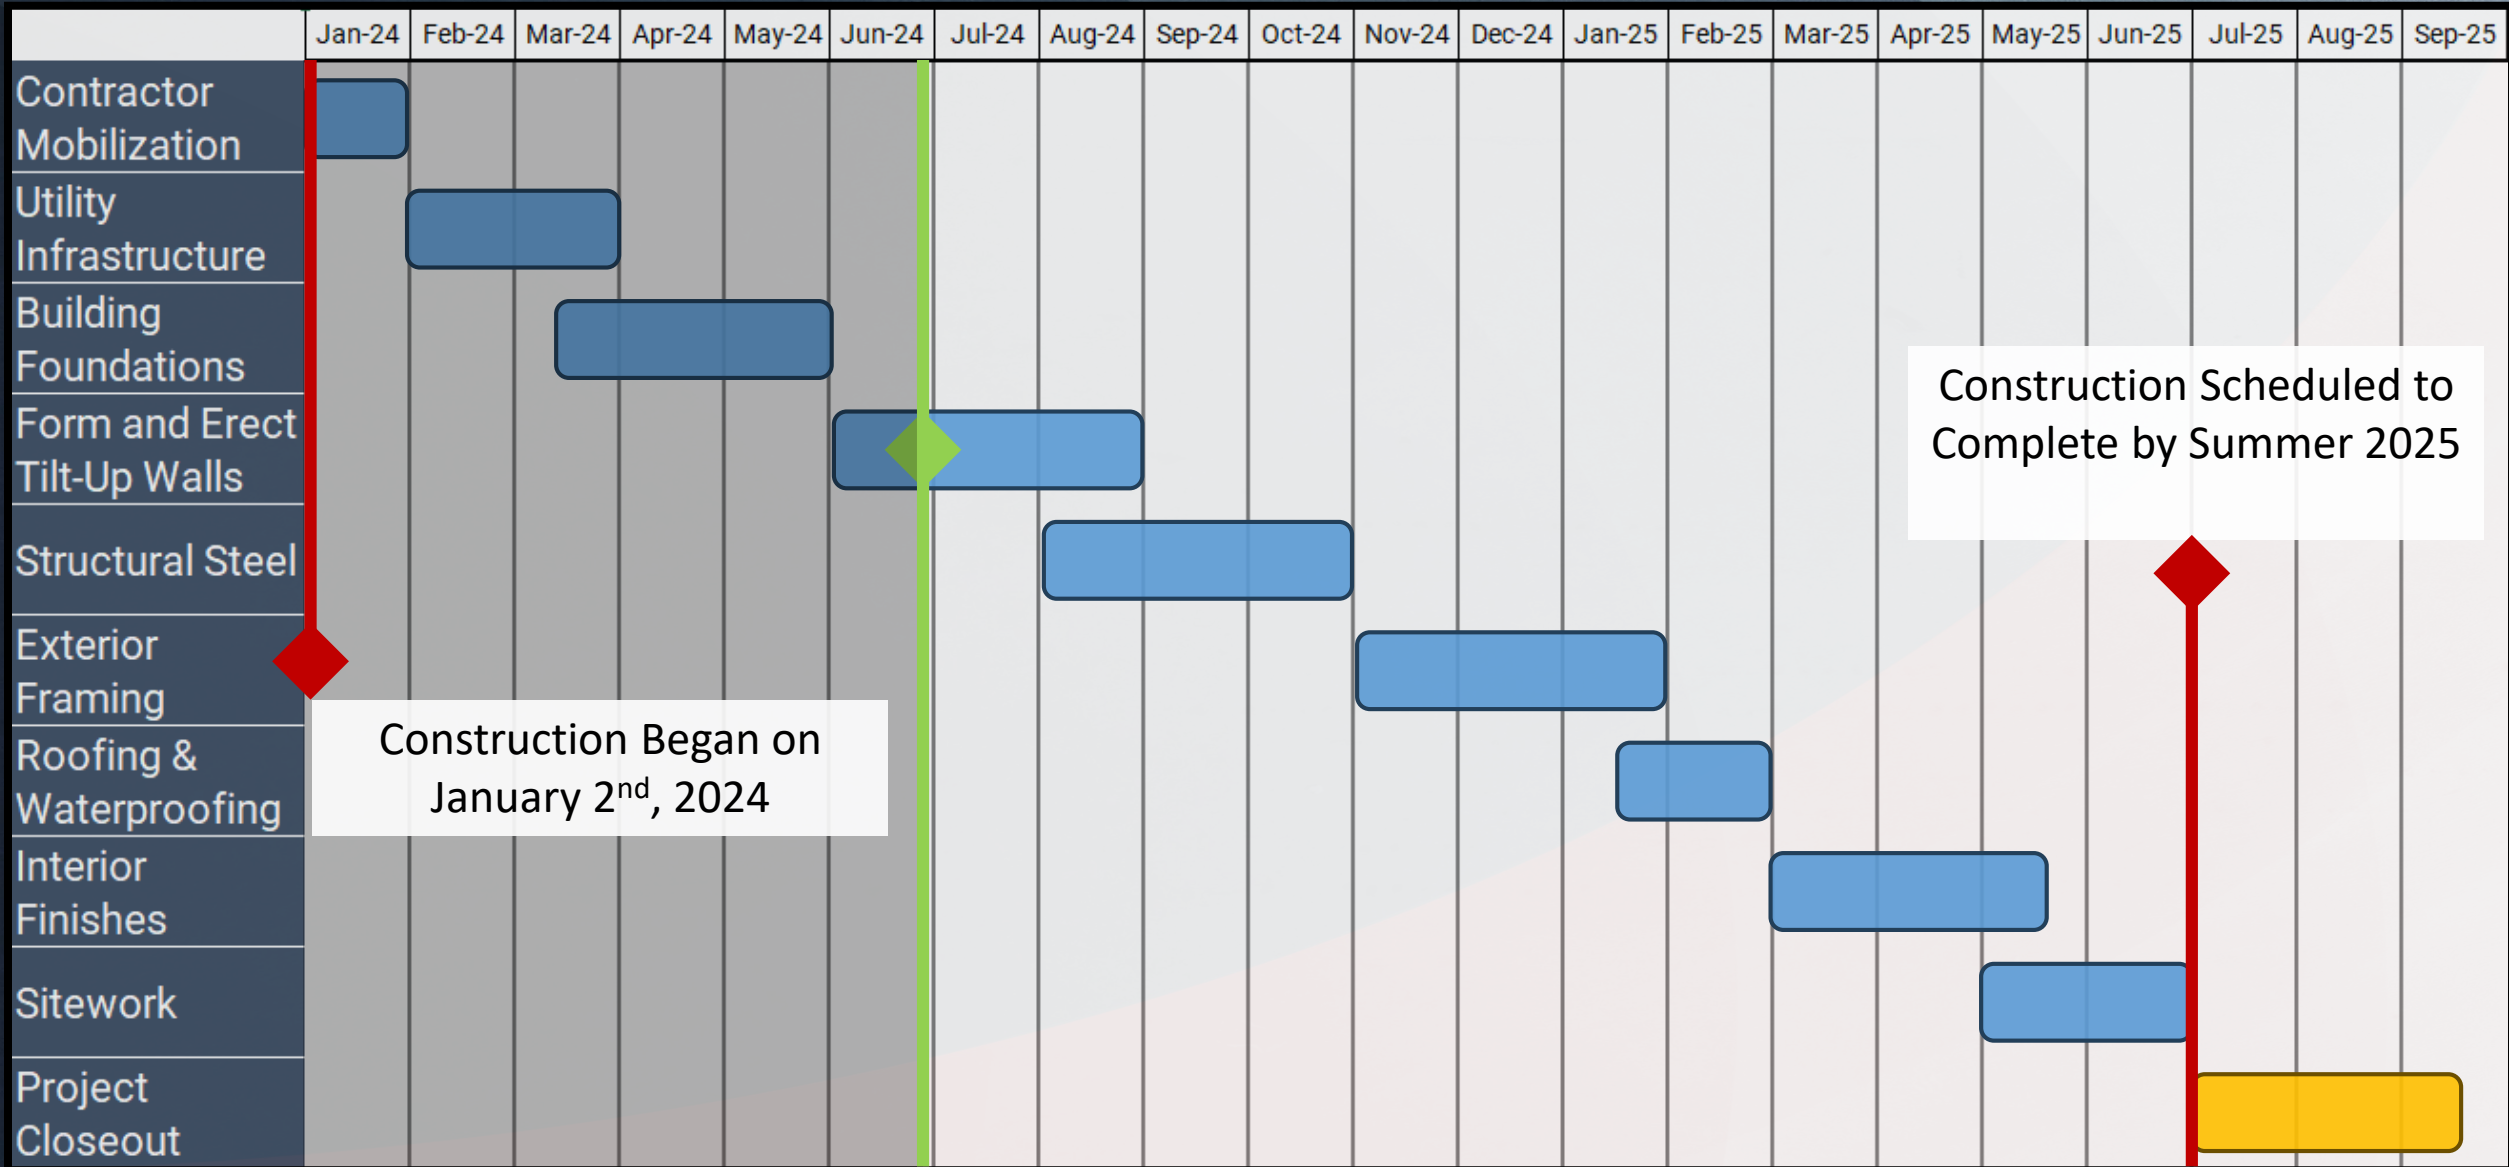 Jan-24 Feb-24 Mar-24 Apr-24 May-24 Jun-24 Jul-24 Aug-24 Sep-24 Oct-24 Nov-24 Dec-24 Jan-25 Feb-25 Mar-25 Apr-25 May-25 Jun-25 Jul-25 Aug-25 Sep-25
Contractor
Mobilization
Utility
Infrastructure
Building
Foundations
Form and Erect
Tilt-Up Walls
Structural Steel
Exterior
Framing
Roofing &
Waterproofing
Interior
Finishes
Sitework
Project
Closeout
Construction Scheduled to
Complete by Summer 2025
Construction Began on
January 2nd, 2024